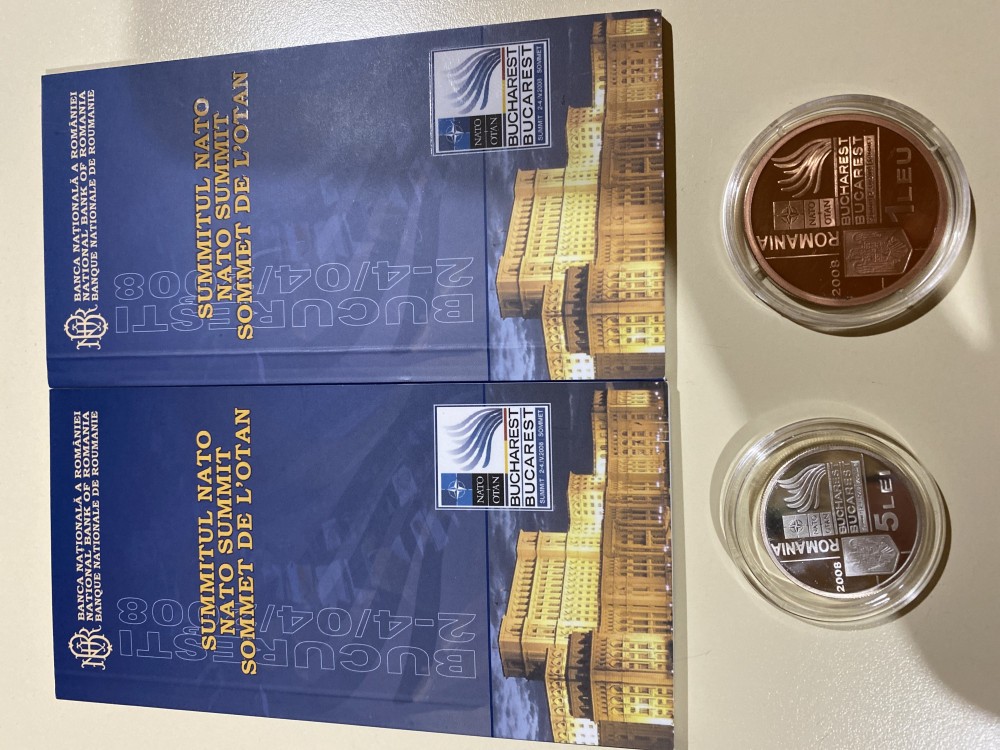 BANCA NAȚIONALĂ A ROMÂNIEI
NATIONAL BANK OF ROMANIA
BANQUE NATIONALE DE ROUMANIE
SUMMITUL NATO
NATO SUMMIT
SOMMET DE L'OTAN
BUCUREȘTI
2-4/04/2008
NATO
OTAN
BUCHAREST
BUCAREST
SUMMIT 2-4.IV.2008 SOMMET
BANCA NAȚIONALĂ A ROMÂNIEI
NATIONAL BANK OF ROMANIA
BANQUE NATIONALE DE ROUMANIE
SUMMITUL NATO
NATO SUMMIT
SOMMET DE L'OTAN
BUCUREȘTI
2-4/04/2008
NATO
OTAN
BUCHAREST
BUCAREST
SUMMIT 2-4.IV.2008 SOMMET
ROMANIA
NATO
OTAN
BUCHAREST
BUCAREST
2008
5 LEI
ROMANIA
NATO
OTAN
BUCHAREST
BUCAREST
2008
1 LEU